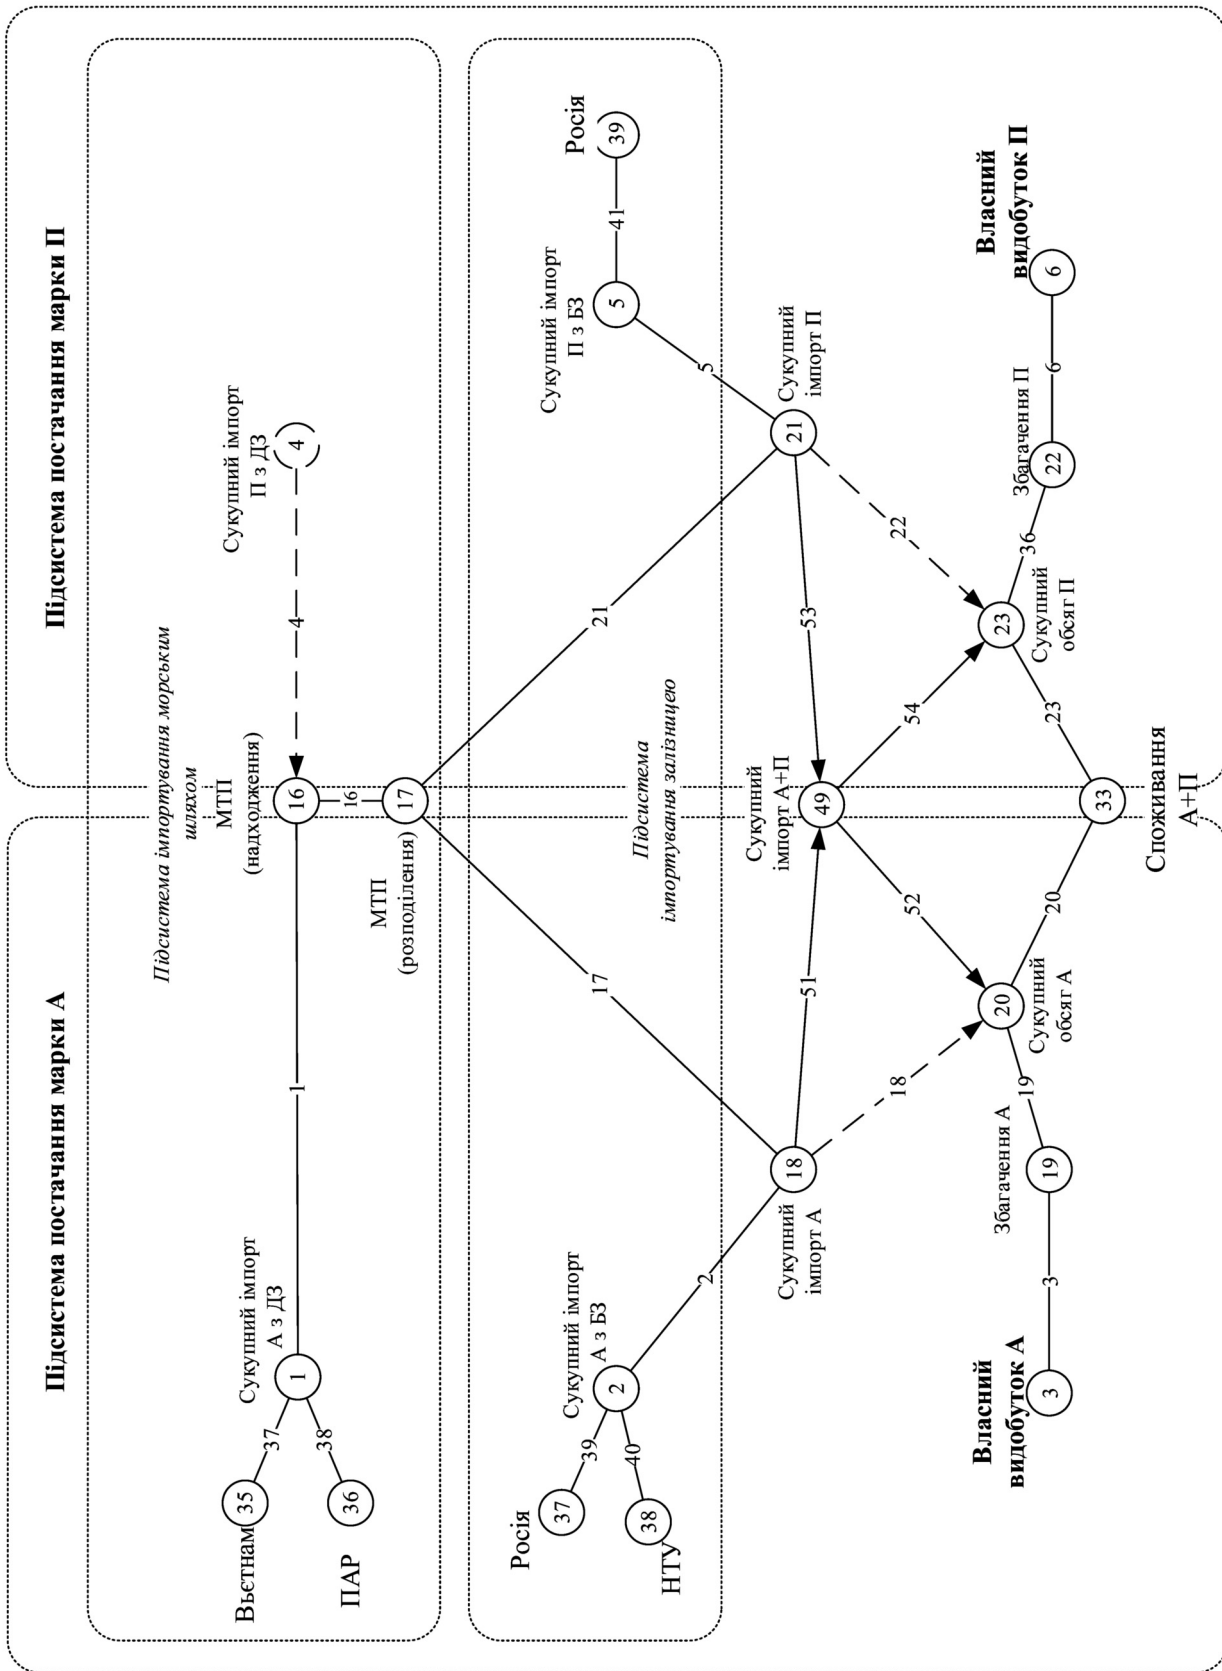 Підсистема постачання марки А
Підсистема постачання марки П
Підсистема імпортування морським
шляхом
В'єтнам
35
37
ПАР
36
38
Сукупний імпорт
А з ДЗ
1
1
МТП
(надходження)
16
16
4
Сукупний імпорт
П з ДЗ
4
МТП
(розподілення)
17
17
21
Підсистема
імпортування залізницею
Росія
37
39
НТУ
38
40
Сукупний імпорт
А з БЗ
2
2
Сукупний імпорт
П з БЗ
5
5
41
Росія
39
Сукупний
імпорт А
18
51
Сукупний
імпорт А+П
49
53
Сукупний
імпорт П
21
18
52
54
22
Власний
видобуток А
3
3
Збагачення А
19
19
Сукупний
обсяг А
20
20
Споживання
А+П
33
23
Сукупний
обсяг П
23
36
Збагачення П
22
6
Власний
видобуток П
6